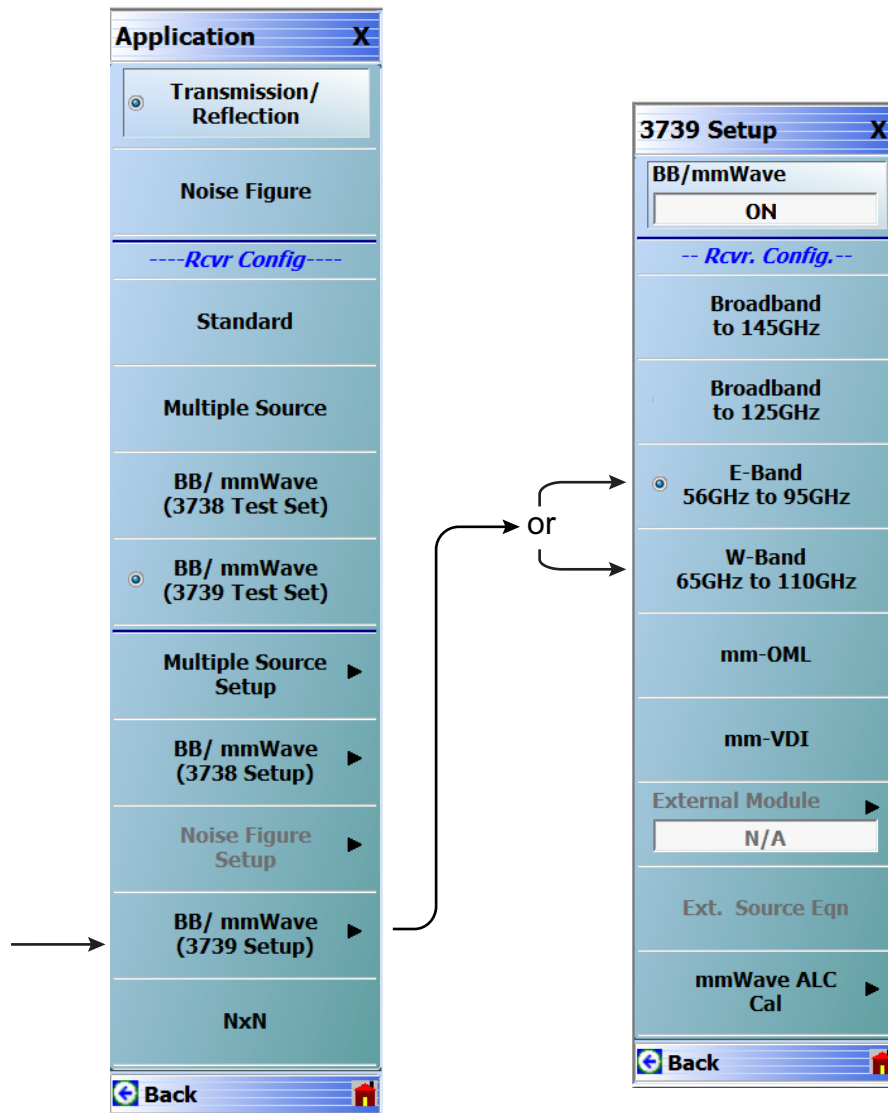 Application X
Transmission/
Reflection
Noise Figure
----Rcvr Config----
Standard
Multiple Source
BB/ mmWave
(3738 Test Set)
BB/ mmWave
(3739 Test Set)
Multiple Source
Setup
BB/ mmWave
(3738 Setup)
Noise Figure
Setup
BB/ mmWave
(3739 Setup)
NxN
Back
or
3739 Setup X
BB/mmWave
ON
-- Rcvr. Config.--
Broadband
to 145GHz
Broadband
to 125GHz
E-Band
56GHz to 95GHz
W-Band
65GHz to 110GHz
mm-OML
mm-VDI
External Module
N/A
Ext. Source Eqn
mmWave ALC
Cal
Back